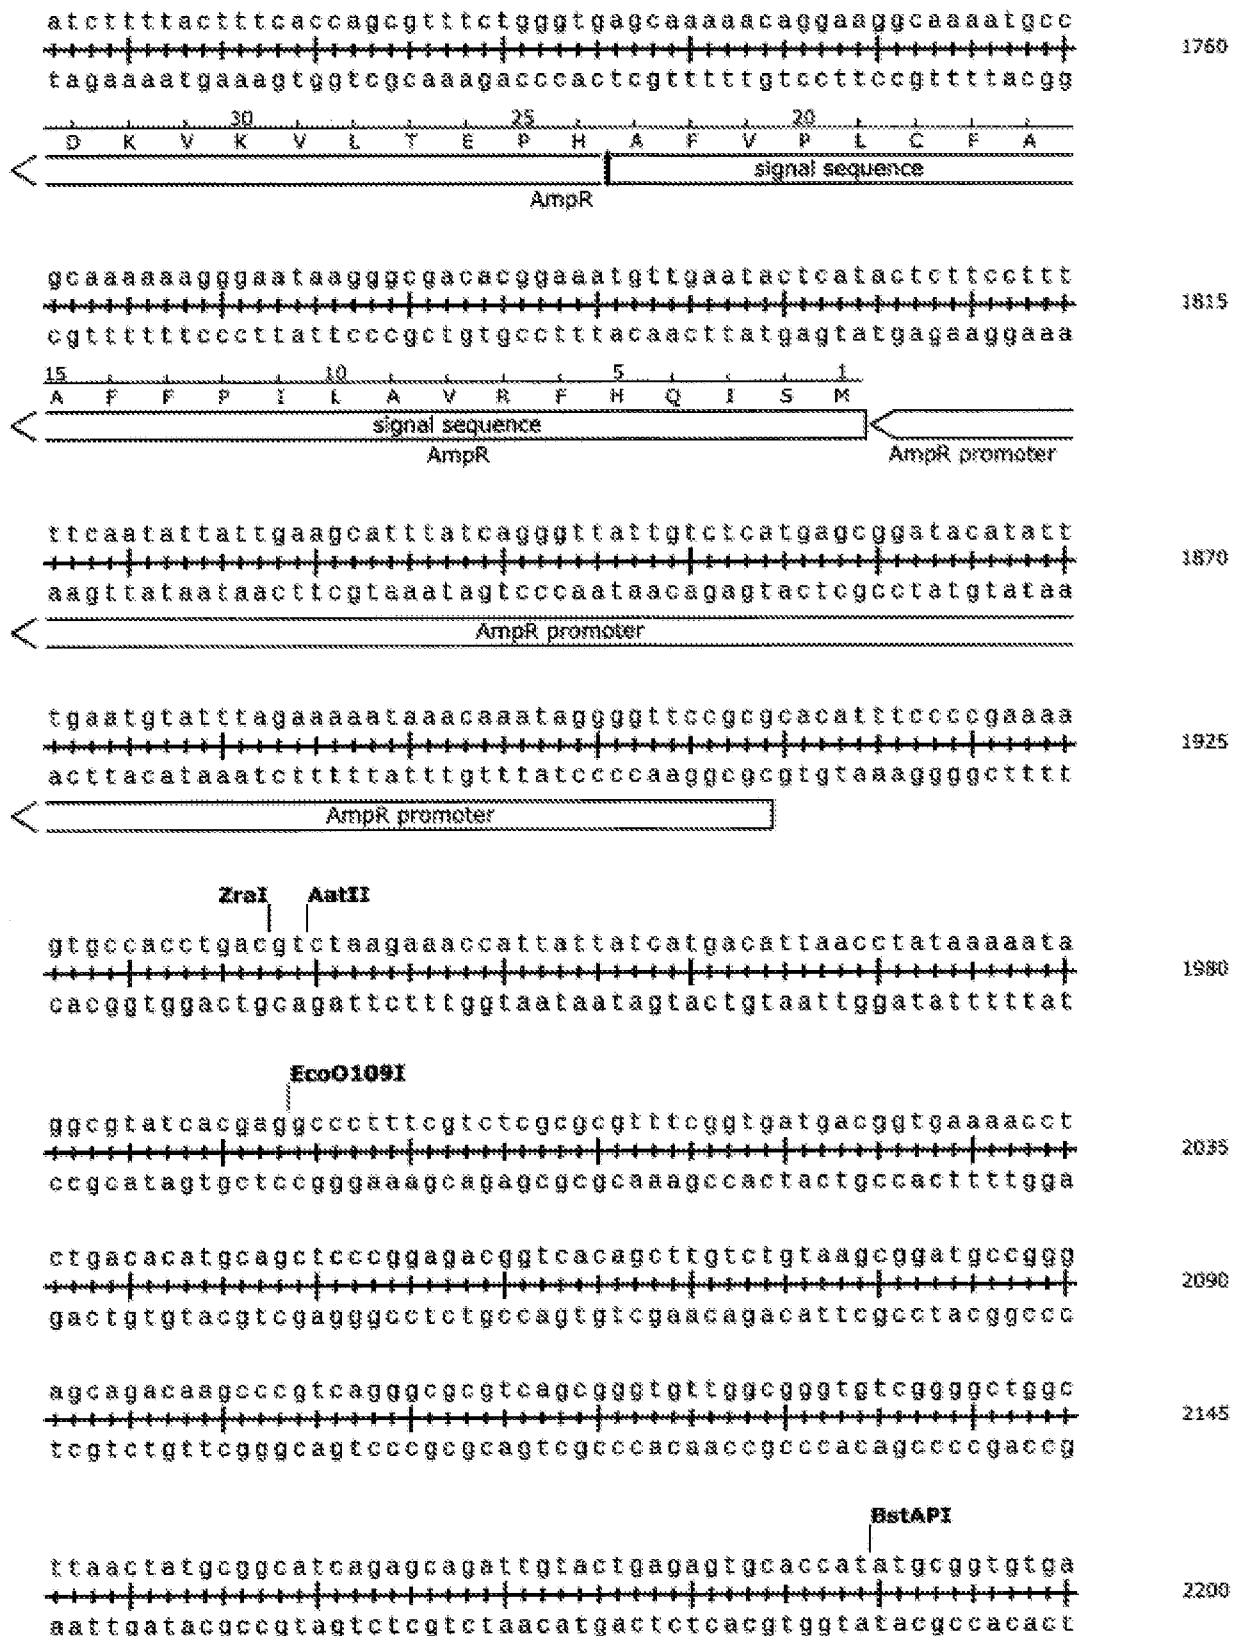 atcttttactttcaccagcgtttctgggtgagcaaaaacaggaaggcaaaatgcc 1760
tagaaaatgaaagtggtcgcaaagacccactcgtttttgtccttccgttttacgg
30 25 20
D K V K V L T E P H A F V P L C F A
signal sequence
AmpR
gcaaaaaagggaataagggcgacacggaaatgttgaatactcatactcttccttt 1815
cgttttttcccttattcccgctgtgcctttacaacttatgagtatgagaaggaaa
15 10 5 1
A F F P I L A V R F H Q I S M
signal sequence
AmpR AmpR promoter
ttcaatattattgaagcatttatcagggttattgtctcatgagcggatacatatt 1870
aagttataataacttcgtaaatagtcccaataacagagtactcgcctatgtataa
AmpR promoter
tgaatgtatttagaaaaataaacaaataggggttccgcgcacatttccccgaaaa 1925
acttacataaatctttttatttgtttatccccaaggcgcgtgtaaaggggctttt
AmpR promoter
ZraI AatII
gtgccacctgacgtctaagaaaccattattatcatgacattaacctataaaaata 1980
cacggtggactgcagattctttggtaataatagtactgtaattggatatttttat
EcoO109I
ggcgtatcacgaggccctttcgtctcgcgcgtttcggtgatgacggtgaaaacct 2035
ccgcatagtgctccgggaaagcagagcgcgcaaagccactactgccacttttgga
ctgacacatgcagctcccggagacggtcacagcttgtctgtaagcggatgccggg 2090
gactgtgtacgtcgagggcctctgccagtgtcgaacagacattcgcctacggccc
agcagacaagcccgtcagggcgcgtcagcgggtgttggcgggtgtcggggctggc 2145
tcgtctgttcgggcagtcccgcgcagtcgcccacaaccgcccacagccccgaccg
BstAPI
ttaactatgcggcatcagagcagattgtactgagagtgcaccatatgcggtgtga 2200
aattgatacgccgtagtctcgtctaacatgactctcacgtggtatacgccacact